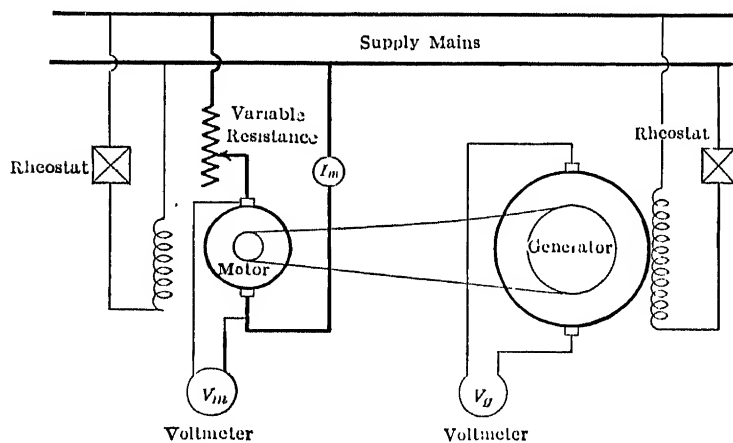 Supply Mains
Variable
Resistance
Rheostat
Rheostat
Im
Motor
Generator
Vm
Vg
Voltmeter
Voltmeter